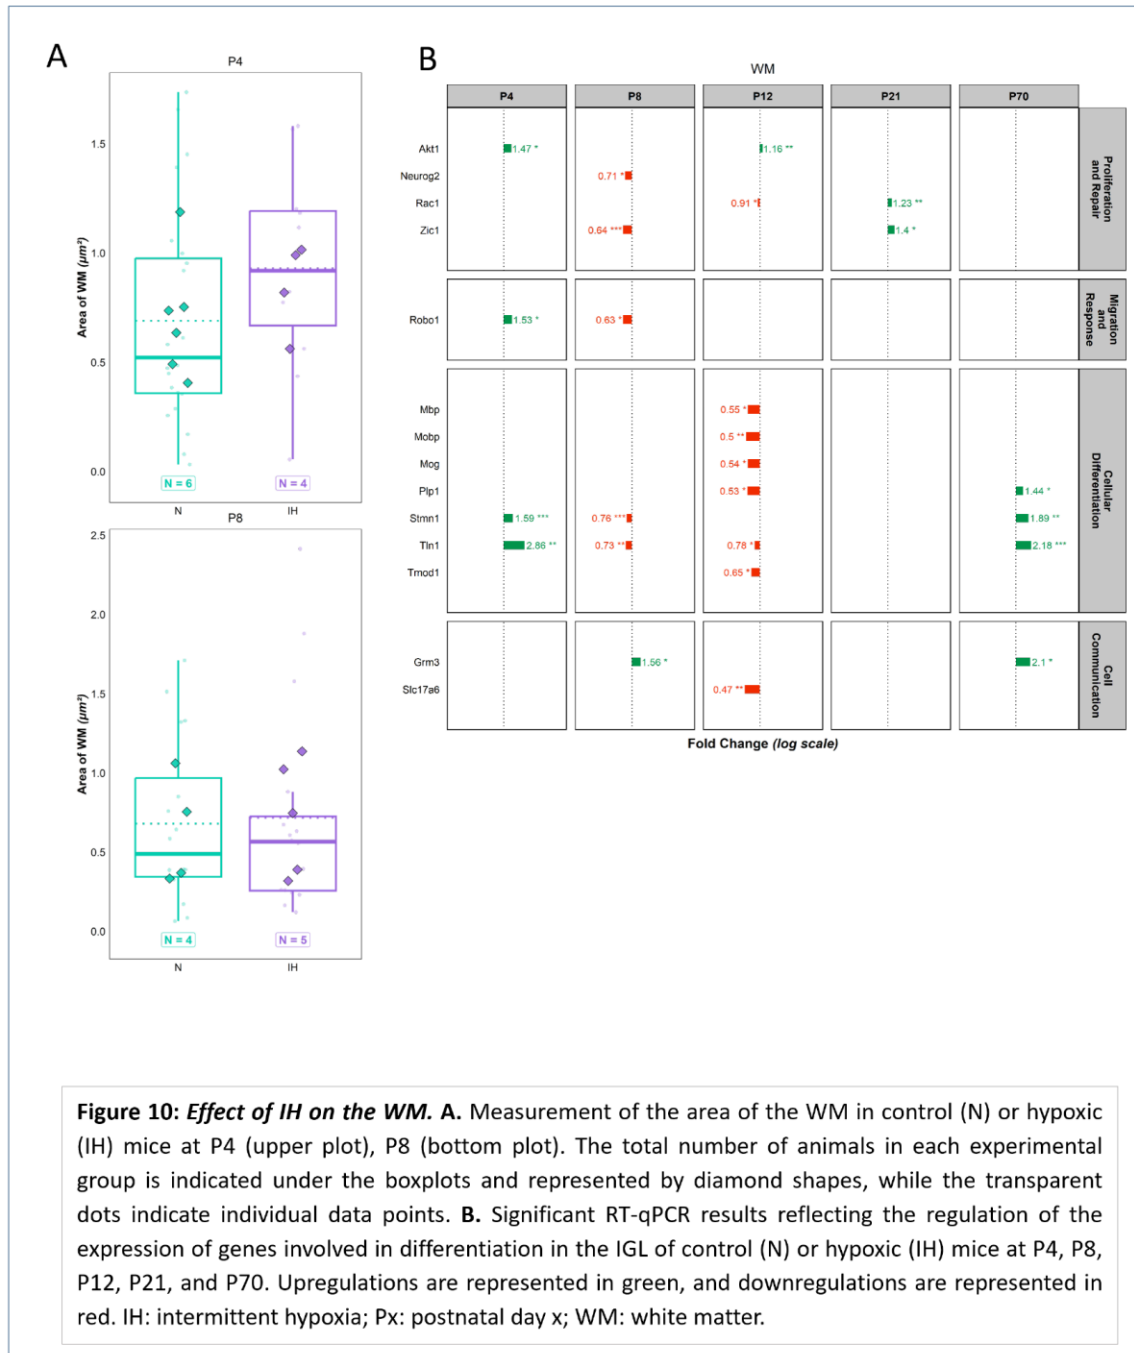 A
P4
Area of WM (µm²)
1.5
1.0
0.5
0.0
N = 6
N = 4
N
IH
P8
Area of WM (µm²)
2.5
2.0
1.5
1.0
0.5
0.0
N = 4
N = 5
N
IH
B
WM
P4
P8
P12
P21
P70
Akt1
1.47 *
1.16 **
Neurog2
0.71 *
Rac1
0.91 *
1.23 **
Zic1
0.64 ***
1.4 *
Proliferation
and Repair
Robo1
1.53 *
0.63 *
Migration
and
Response
Mbp
0.55 *
Mobp
0.5 **
Mog
0.54 *
Plp1
0.53 *
1.44 *
Stmn1
1.59 ***
0.76 ***
1.89 **
Tln1
2.86 **
0.73 **
0.78 *
2.18 ***
Tmod1
0.65 *
Cellular
Differentiation
Grm3
1.56 *
2.1 *
Slc17a6
0.47 **
Cell
Communication
Fold Change (log scale)
Figure 10: Effect of IH on the WM. A. Measurement of the area of the WM in control (N) or hypoxic
(IH) mice at P4 (upper plot), P8 (bottom plot). The total number of animals in each experimental
group is indicated under the boxplots and represented by diamond shapes, while the transparent
dots indicate individual data points. B. Significant RT-qPCR results reflecting the regulation of the
expression of genes involved in differentiation in the IGL of control (N) or hypoxic (IH) mice at P4, P8,
P12, P21, and P70. Upregulations are represented in green, and downregulations are represented in
red. IH: intermittent hypoxia; Px: postnatal day x; WM: white matter.